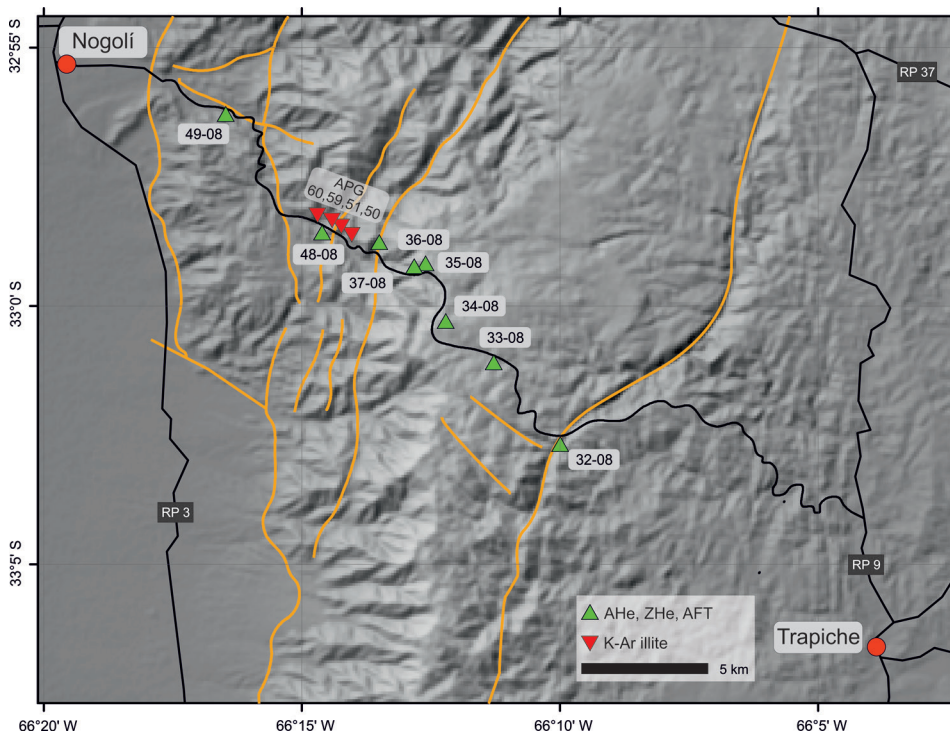 32°55' S
33°0' S
33°5' S
Nogolí
RP 37
49-08
APG
60,59,51,50
48-08
36-08
35-08
37-08
34-08
33-08
32-08
RP 3
RP 9
Trapiche
AHe, ZHe, AFT
K-Ar illite
5 km
66°20' W
66°15' W
66°10' W
66°5' W